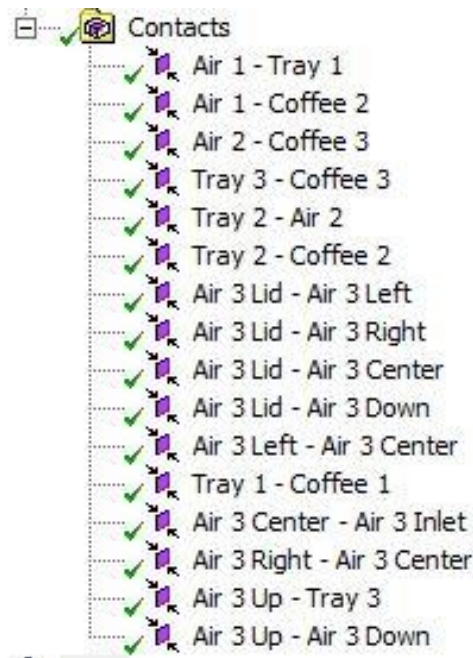 Contacts
Air 1 - Tray 1
Air 1 - Coffee 2
Air 2 - Coffee 3
Tray 3 - Coffee 3
Tray 2 - Air 2
Tray 2 - Coffee 2
Air 3 Lid - Air 3 Left
Air 3 Lid - Air 3 Right
Air 3 Lid - Air 3 Center
Air 3 Lid - Air 3 Down
Air 3 Left - Air 3 Center
Tray 1 - Coffee 1
Air 3 Center - Air 3 Inlet
Air 3 Right - Air 3 Center
Air 3 Up - Tray 3
Air 3 Up - Air 3 Down